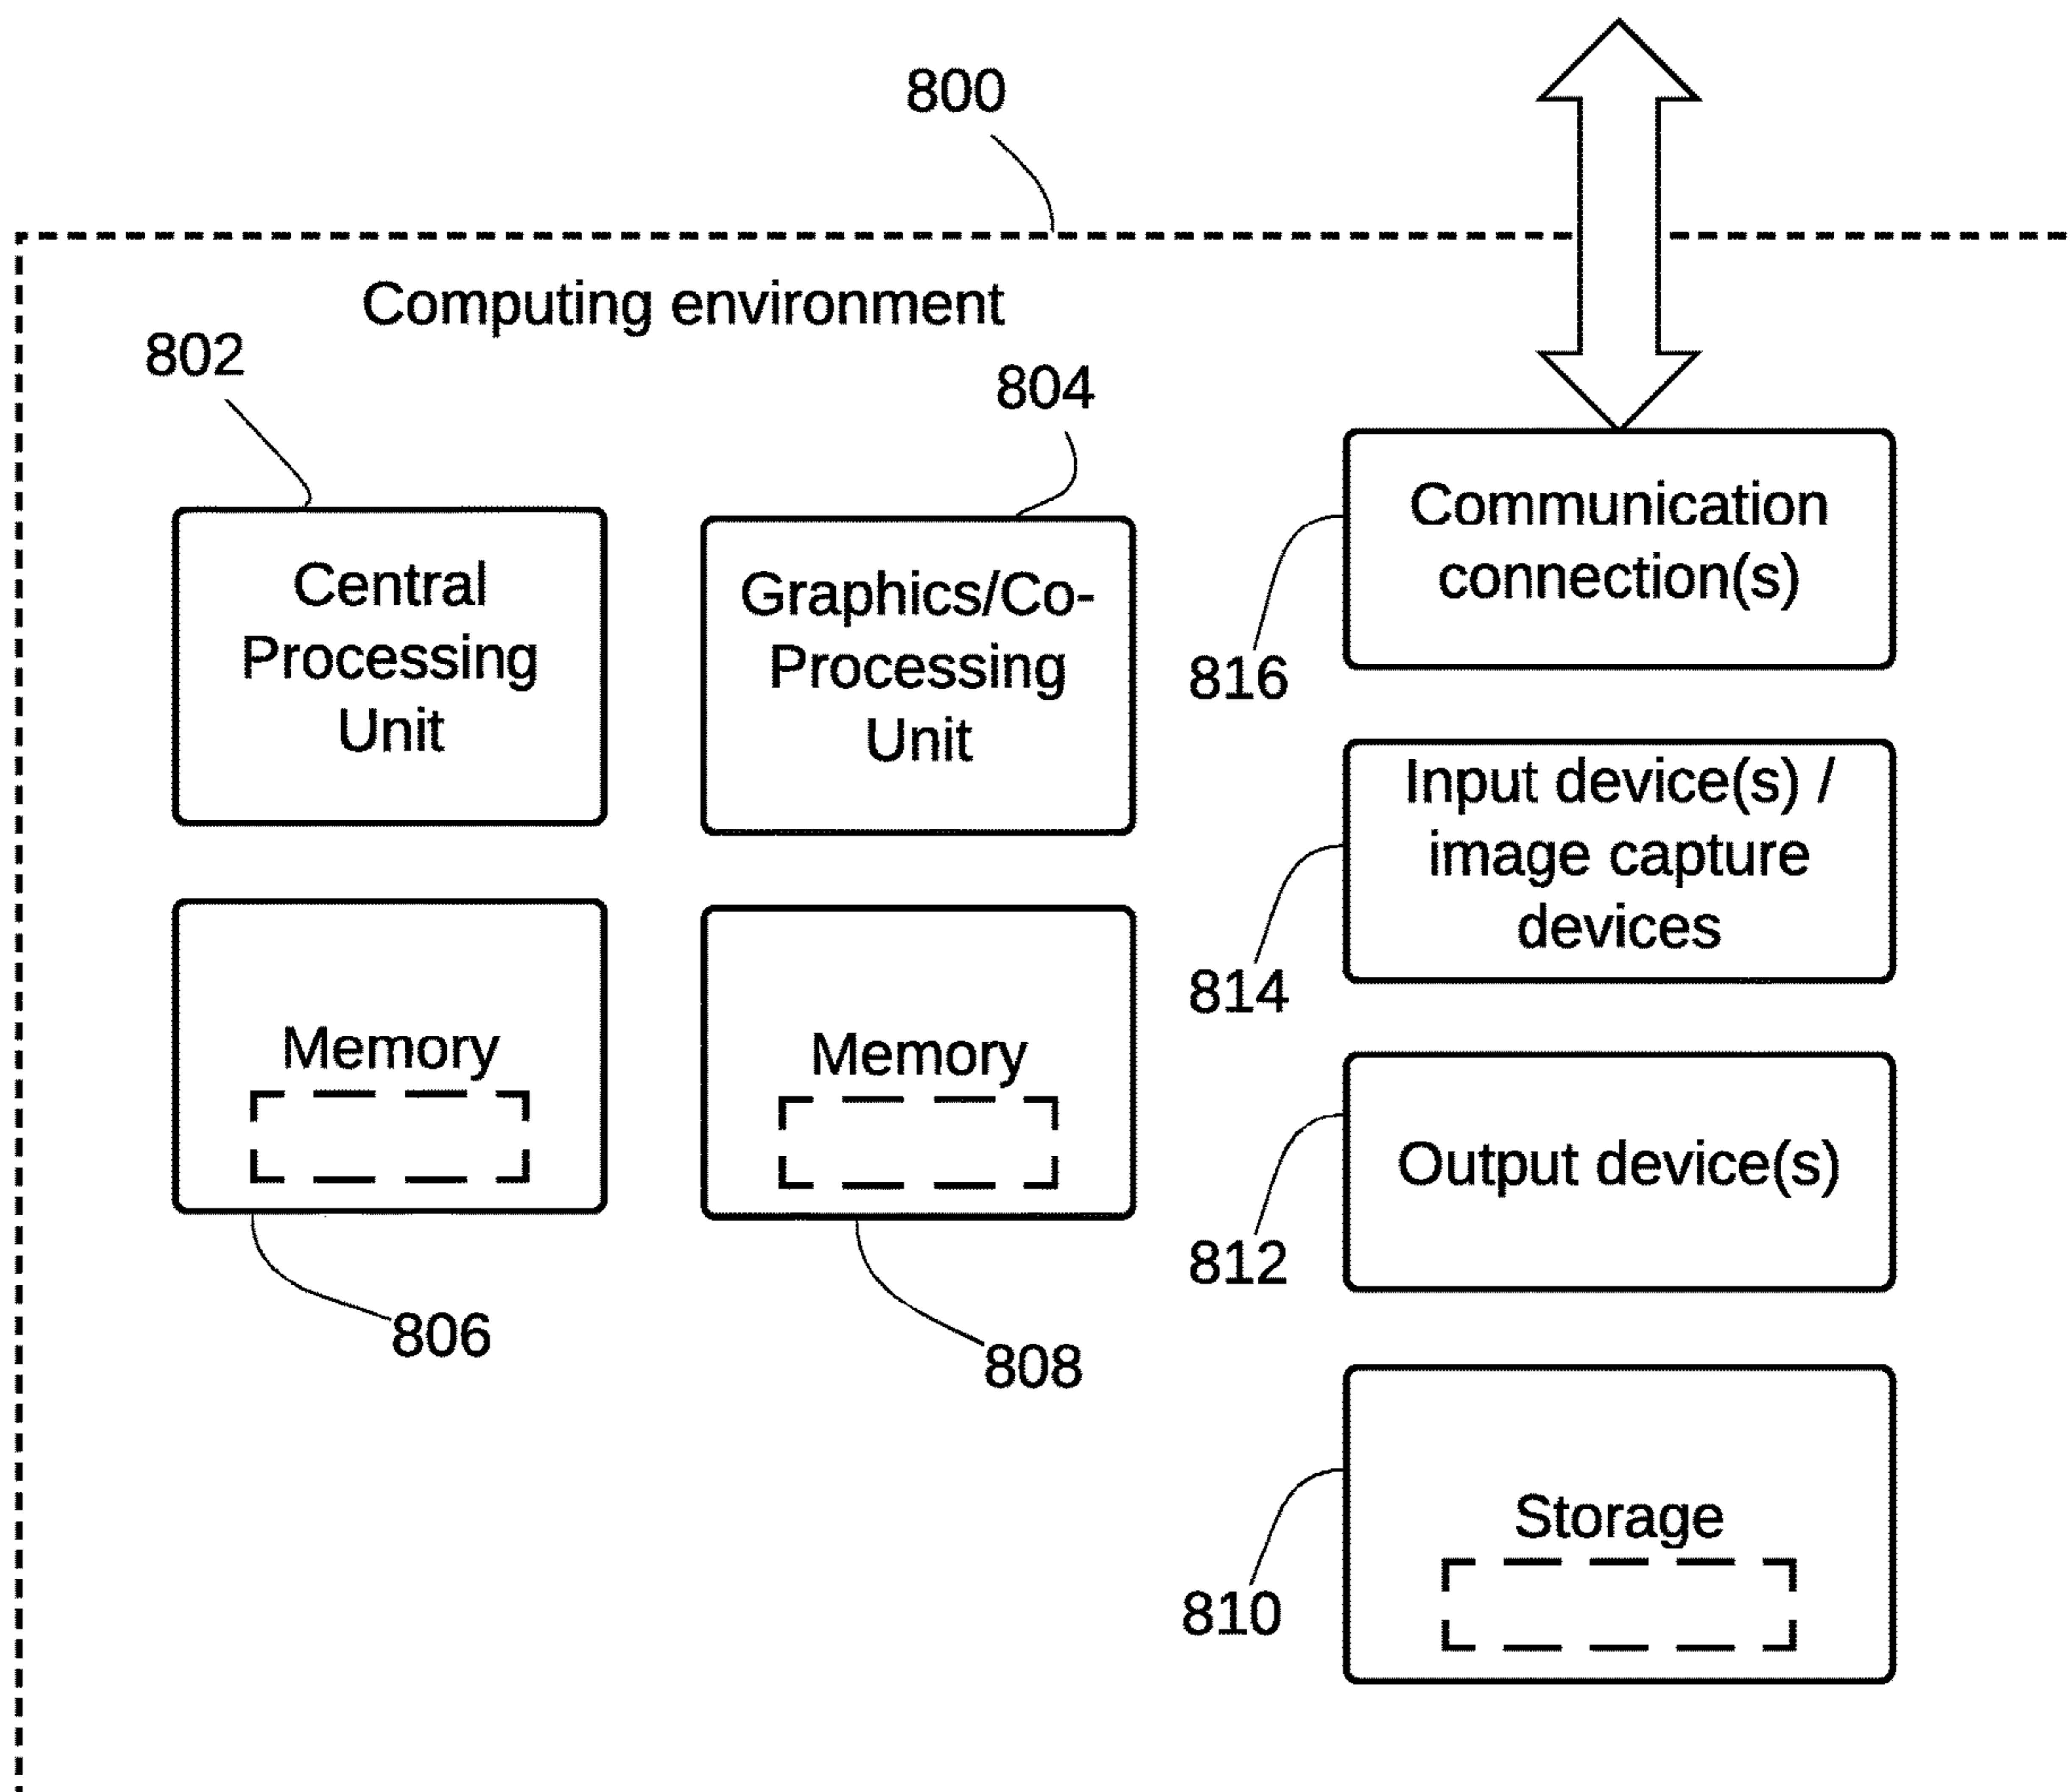 800
Computing environment
802
804
Central
Processing
Unit
Graphics/Co-
Processing
Unit
Communication
connection(s)
816
Input device(s) /
image capture
devices
814
Memory
Memory
Output device(s)
812
806
808
Storage
810